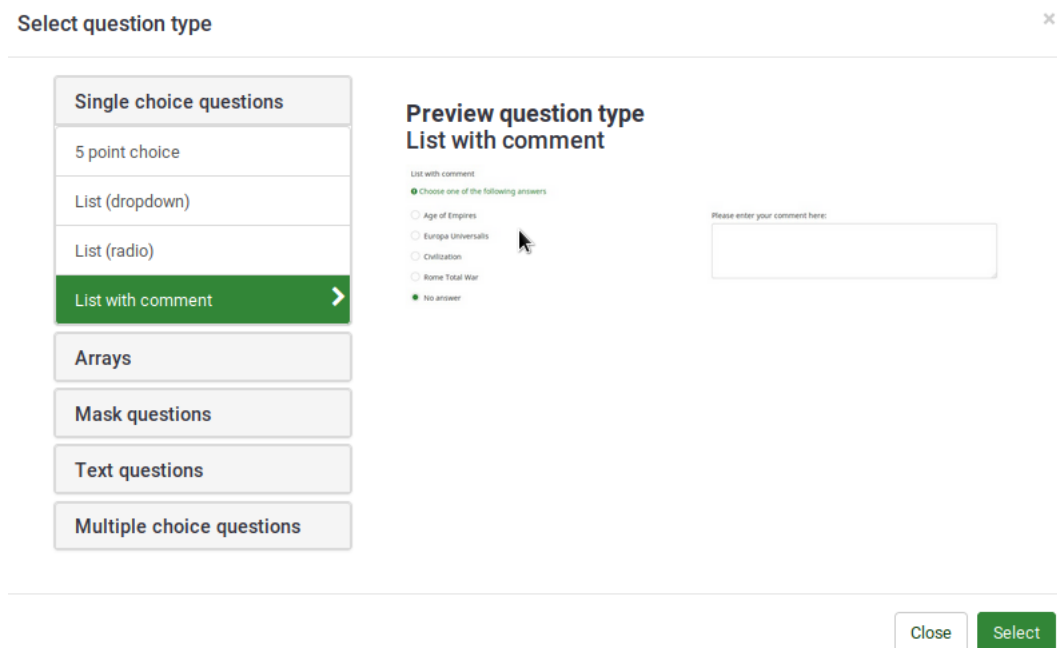 Select question type
×
Single choice questions
5 point choice
List (dropdown)
List (radio)
List with comment
Arrays
Mask questions
Text questions
Multiple choice questions
Preview question type
List with comment
List with comment
Choose one of the following answers
Age of Empires
Europa Universalis
Civilization
Rome Total War
No answer
Please enter your comment here:
Close
Select